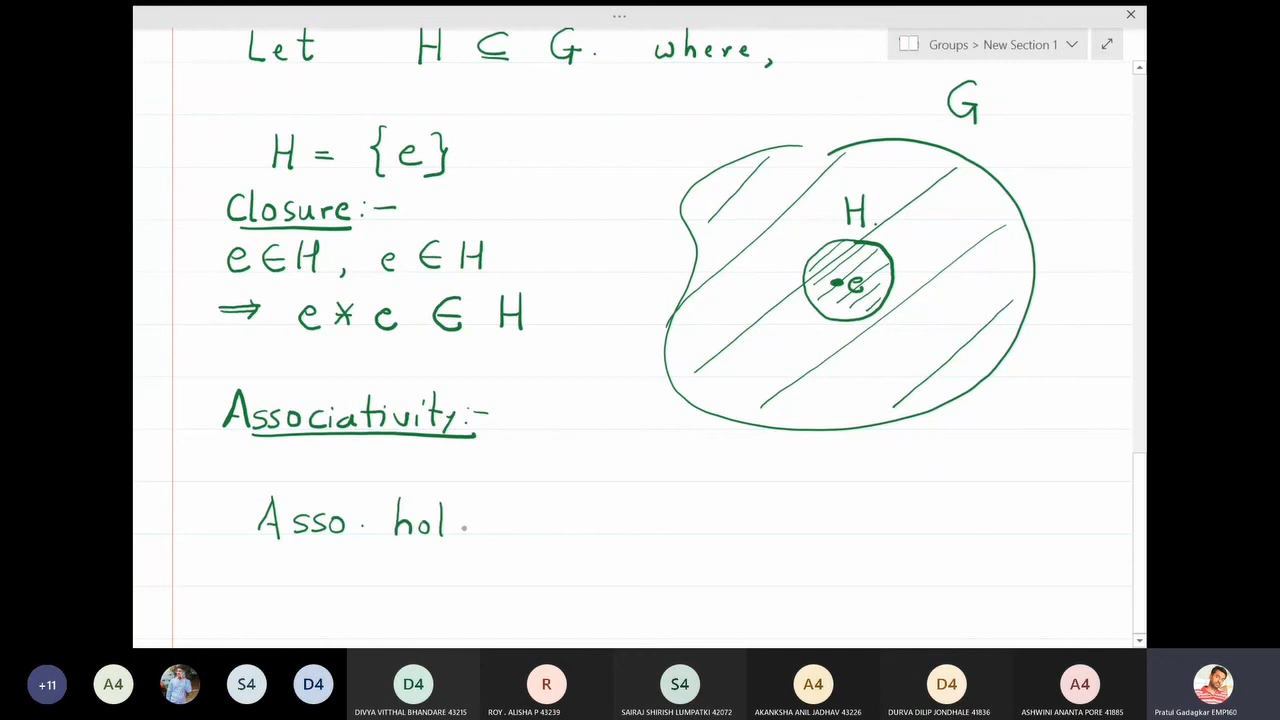 Let H ⊆ G. where,
Groups > New Section 1
G
H = {e}
Closure:-
H.
e ∈ H, e ∈ H
e
⇒ e * e ∈ H
Associativity:-
Asso. hol
+11
A4
S4
D4
D4
R
S4
A4
D4
A4
DIVYA VITTHAL BHANDARE 43215
ROY . ALISHA P 43239
SAIRAJ SHIRISH LUMPATKI 42072
AKANKSHA ANIL JADHAV 43226
DURVA DILIP JONDHALE 41836
ASHWINI ANANTA PORE 41885
Pratul Gadagkar EMP160